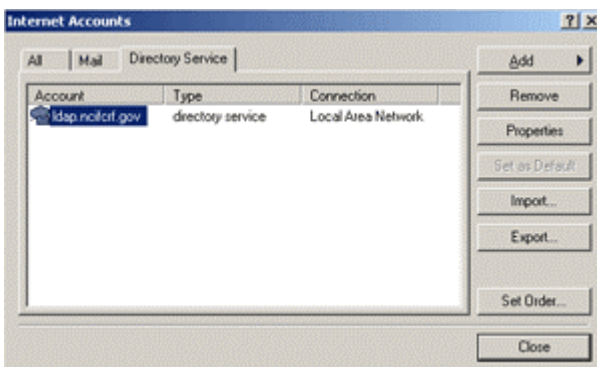 Internet Accounts
All Mail Directory Service
Add
Account Type Connection
Remove
ldap.ncifcrf.gov directory service Local Area Network
Properties
Set as Default
Import...
Export...
Set Order...
Close